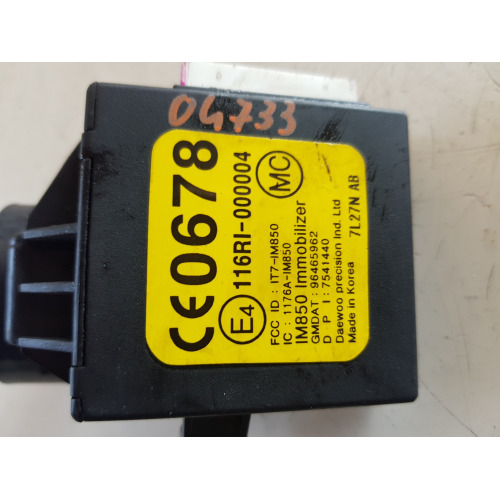 04733
CE0678
E4 116RI-000004 MC
FCC ID : IT7-IM850
IC : 1176A-IM850
IM850 Immobilizer
GMDAT : 96465962
D P I : 7541440
Daewoo precision Ind. Ltd
Made in Korea 7L27N AB